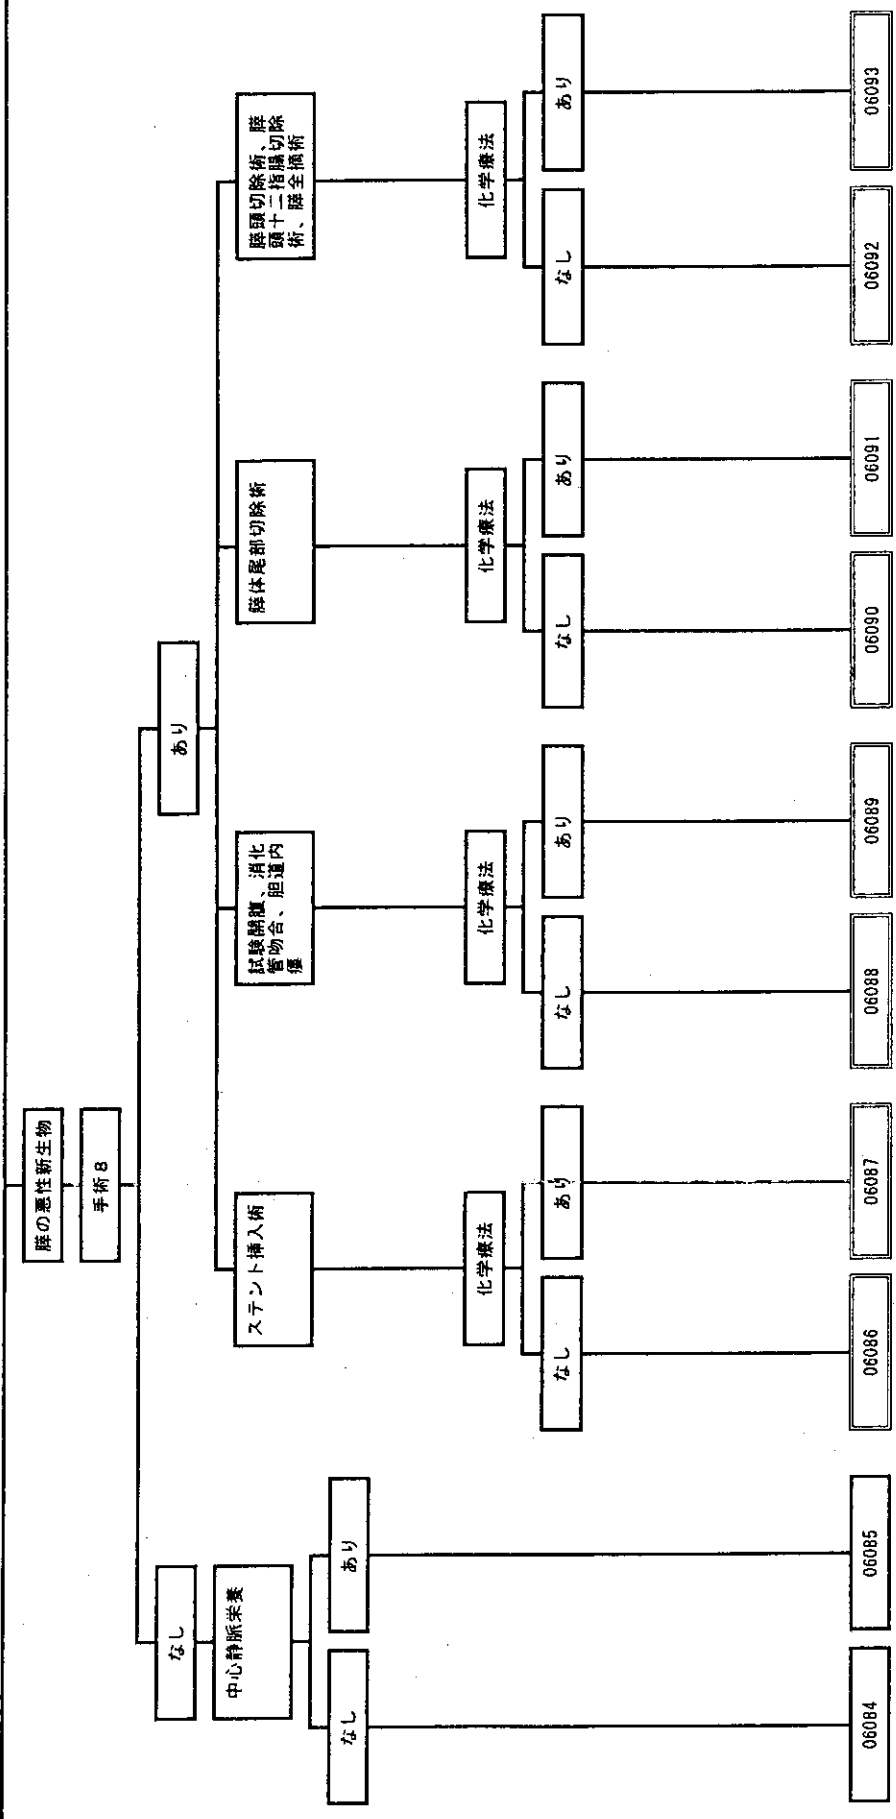 膵の悪性新生物
手術8
なし
あり
中心静脈栄養
ステント挿入術
試験開腹、消化
管吻合、胆道内
瘻
膵体尾部切除術
膵頭切除術、膵
頭十二指腸切除
術、膵全摘術
なし
あり
化学療法
化学療法
化学療法
化学療法
なし
あり
なし
あり
なし
あり
なし
あり
06084
06085
06086
06087
06088
06089
06090
06091
06092
06093